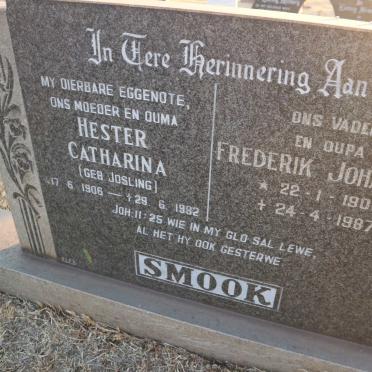 In Tere Herinnering Aan
MY DIERBARE EGGENOTE,
ONS MOEDER EN OUMA
HESTER
CATHARINA
(GEB JOSLING)
17. 6. 1906 — +29. 6. 1982
ONS VADER
EN OUPA
FREDERIK JOH
* 22-1-190
+ 24-4-1987
JOH: 11: 25 WIE IN MY GLO SAL LEWE,
AL HET HY OOK GESTERWE
SMOOK